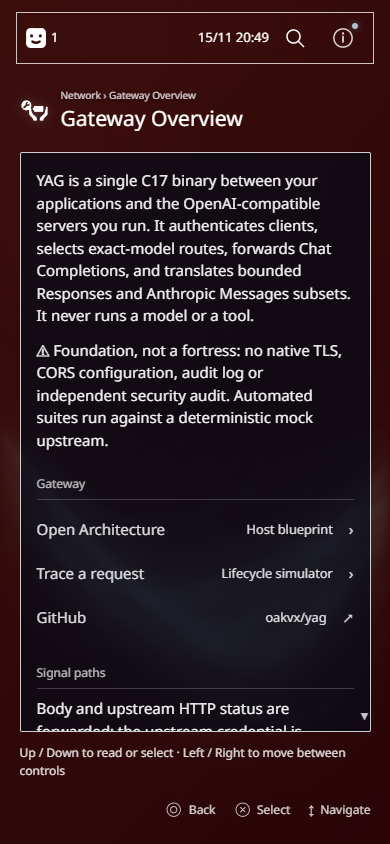 1
15/11 20:49
Network › Gateway Overview
Gateway Overview
YAG is a single C17 binary between your
applications and the OpenAI-compatible
servers you run. It authenticates clients,
selects exact-model routes, forwards Chat
Completions, and translates bounded
Responses and Anthropic Messages subsets.
It never runs a model or a tool.
⚠ Foundation, not a fortress: no native TLS,
CORS configuration, audit log or
independent security audit. Automated
suites run against a deterministic mock
upstream.
Gateway
Open Architecture Host blueprint ›
Trace a request Lifecycle simulator ›
GitHub oakvx/yag ↗
Signal paths
Body and upstream HTTP status are
forwarded; the upstream credential is
Up / Down to read or select · Left / Right to move between
controls
Back Select Navigate